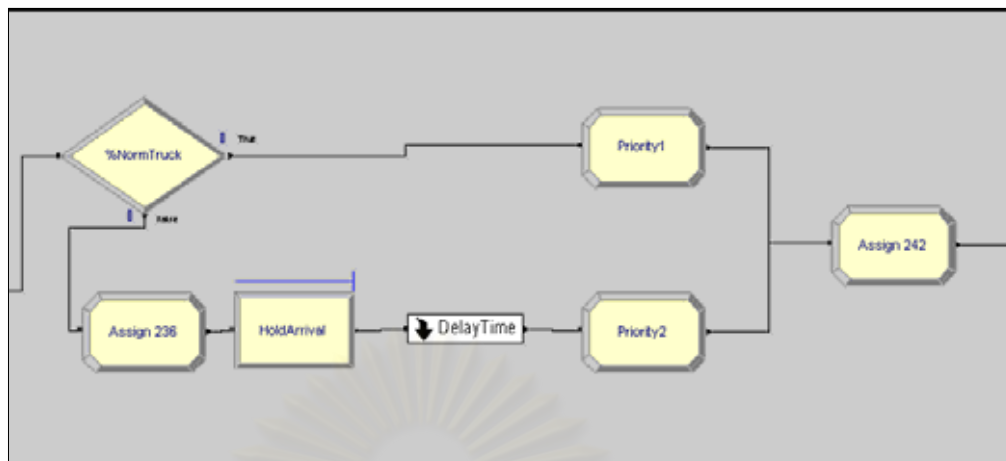 %NormTruck
True
False
Priority1
Assign 242
Assign 236
HoldArrival
DelayTime
Priority2